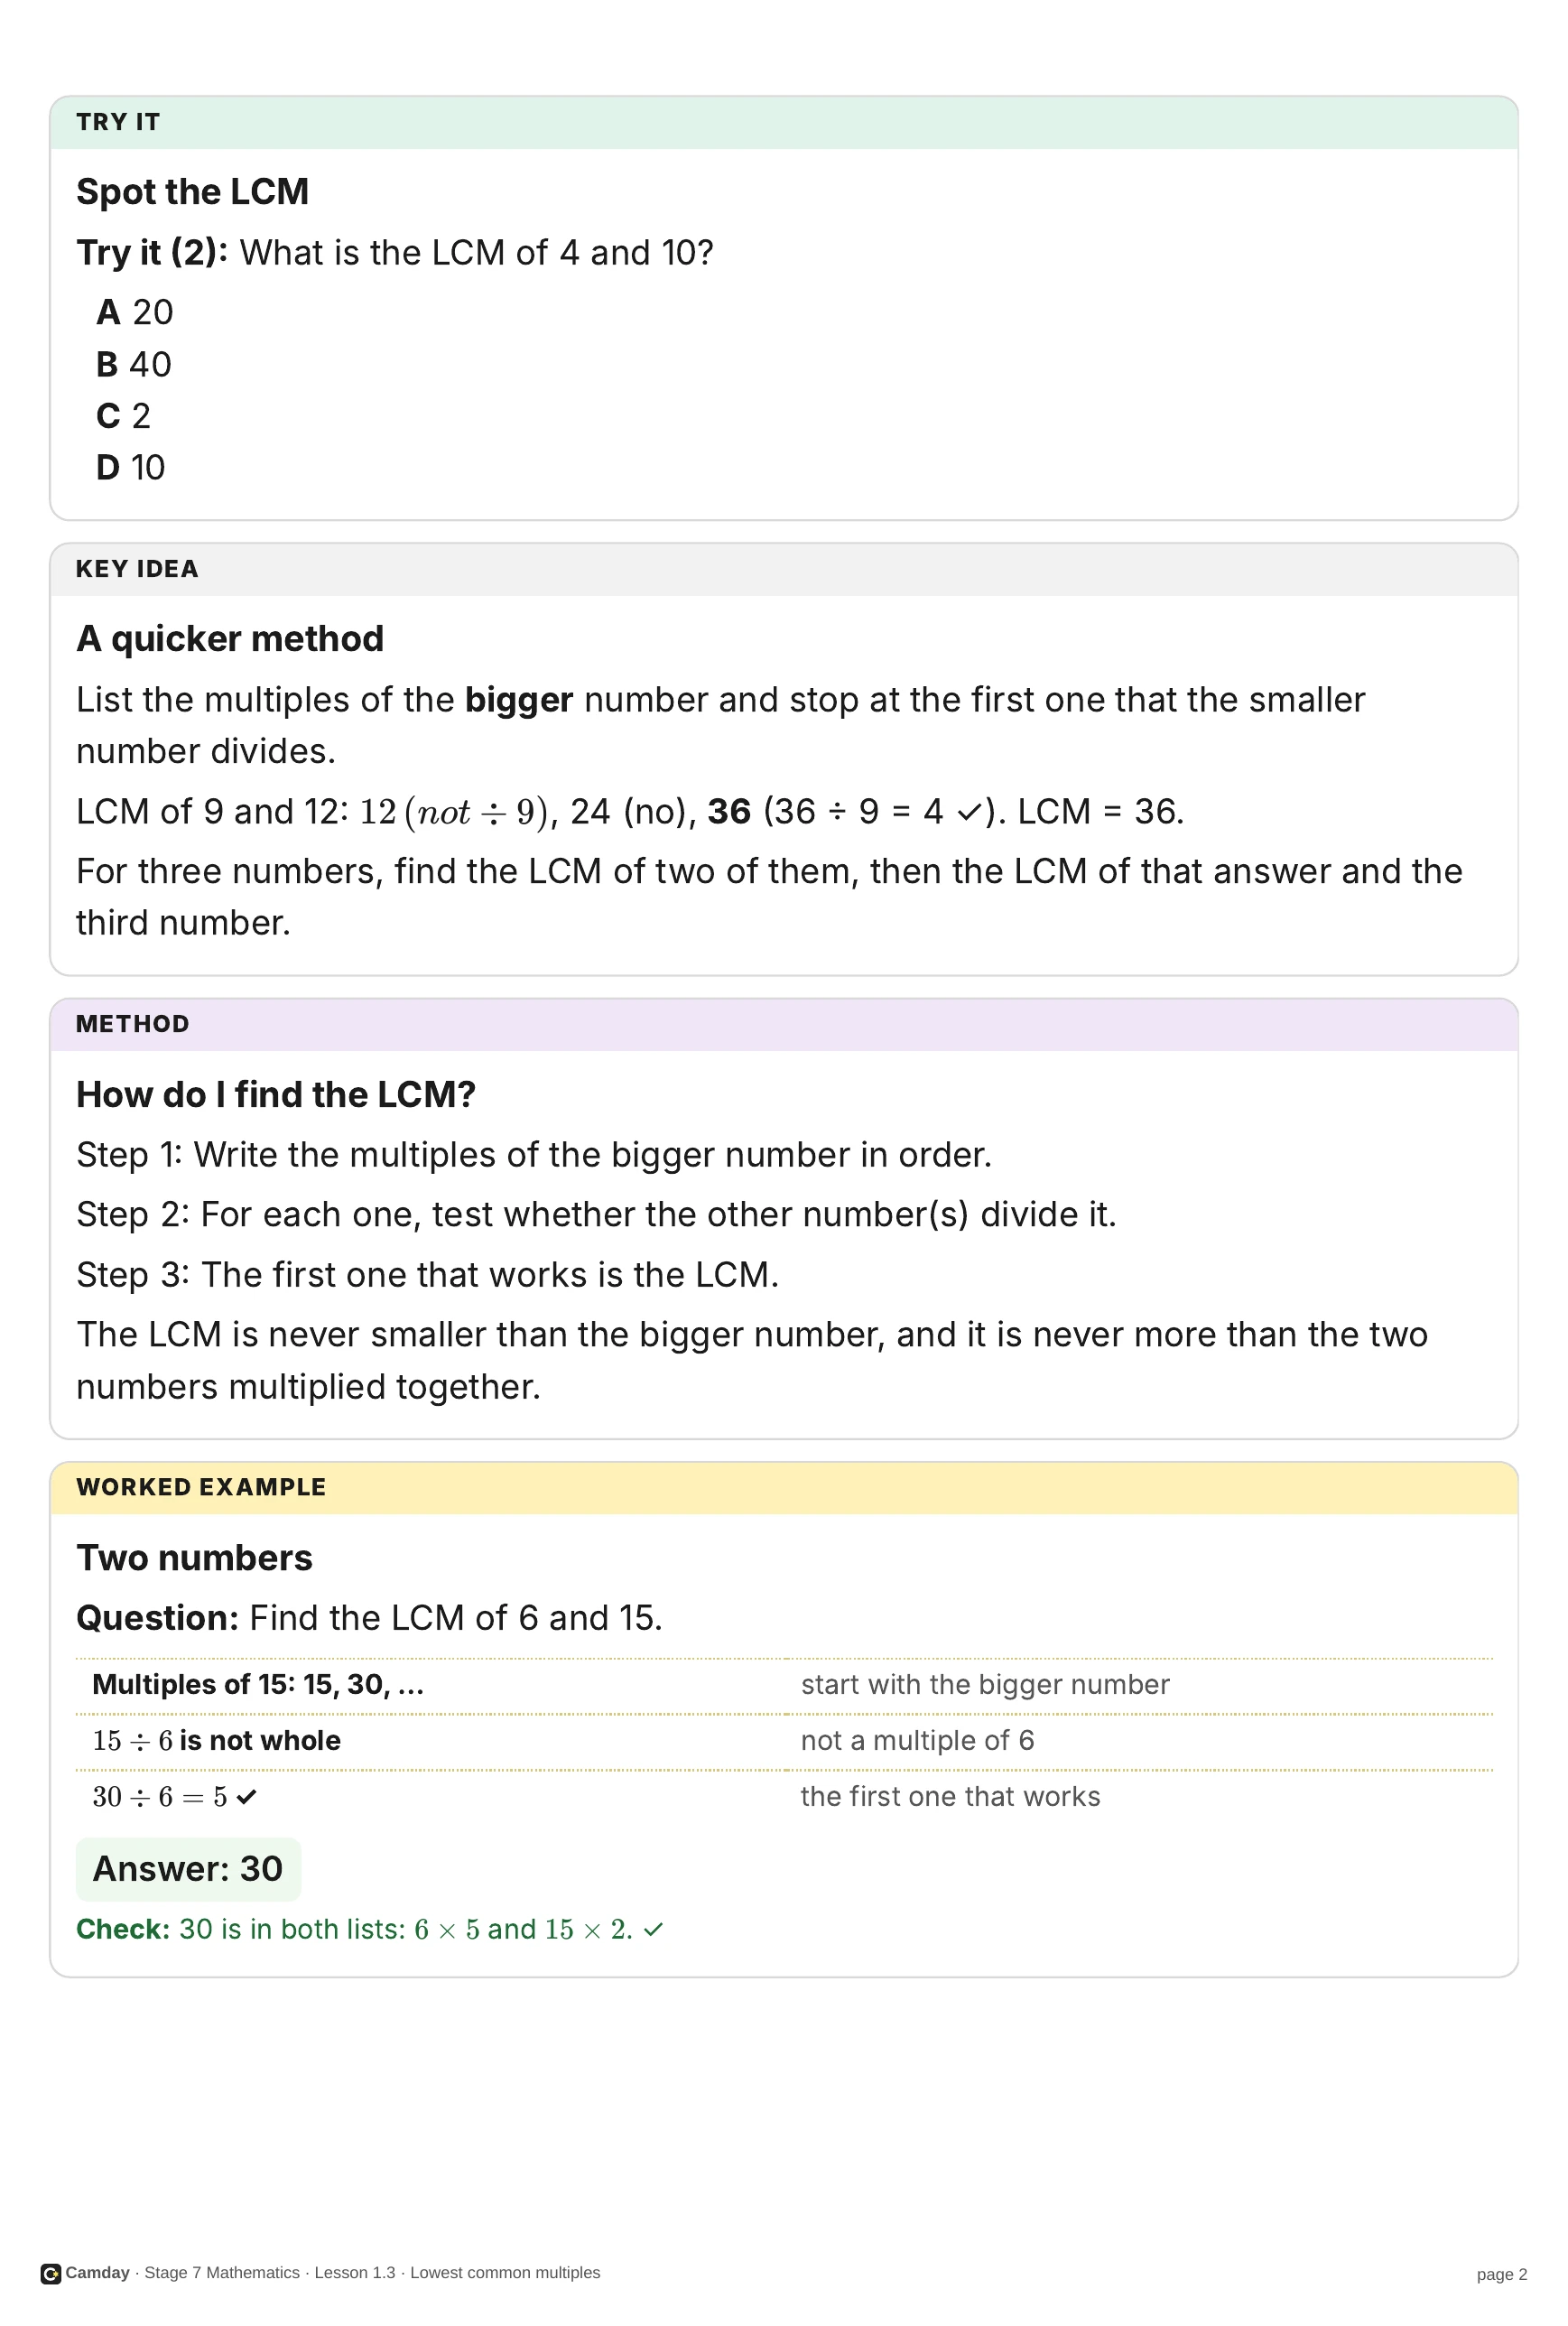 TRY IT
Spot the LCM
Try it (2): What is the LCM of 4 and 10?
A 20
B 40
C 2
D 10
KEY IDEA
A quicker method
List the multiples of the bigger number and stop at the first one that the smaller
number divides.
LCM of 9 and 12: 12 (not ÷ 9), 24 (no), 36 (36 ÷ 9 = 4 ✓). LCM = 36.
For three numbers, find the LCM of two of them, then the LCM of that answer and the
third number.
METHOD
How do I find the LCM?
Step 1: Write the multiples of the bigger number in order.
Step 2: For each one, test whether the other number(s) divide it.
Step 3: The first one that works is the LCM.
The LCM is never smaller than the bigger number, and it is never more than the two
numbers multiplied together.
WORKED EXAMPLE
Two numbers
Question: Find the LCM of 6 and 15.
Multiples of 15: 15, 30, … start with the bigger number
15 ÷ 6 is not whole not a multiple of 6
30 ÷ 6 = 5 ✓ the first one that works
Answer: 30
Check: 30 is in both lists: 6 × 5 and 15 × 2. ✓
Camday · Stage 7 Mathematics · Lesson 1.3 · Lowest common multiples page 2